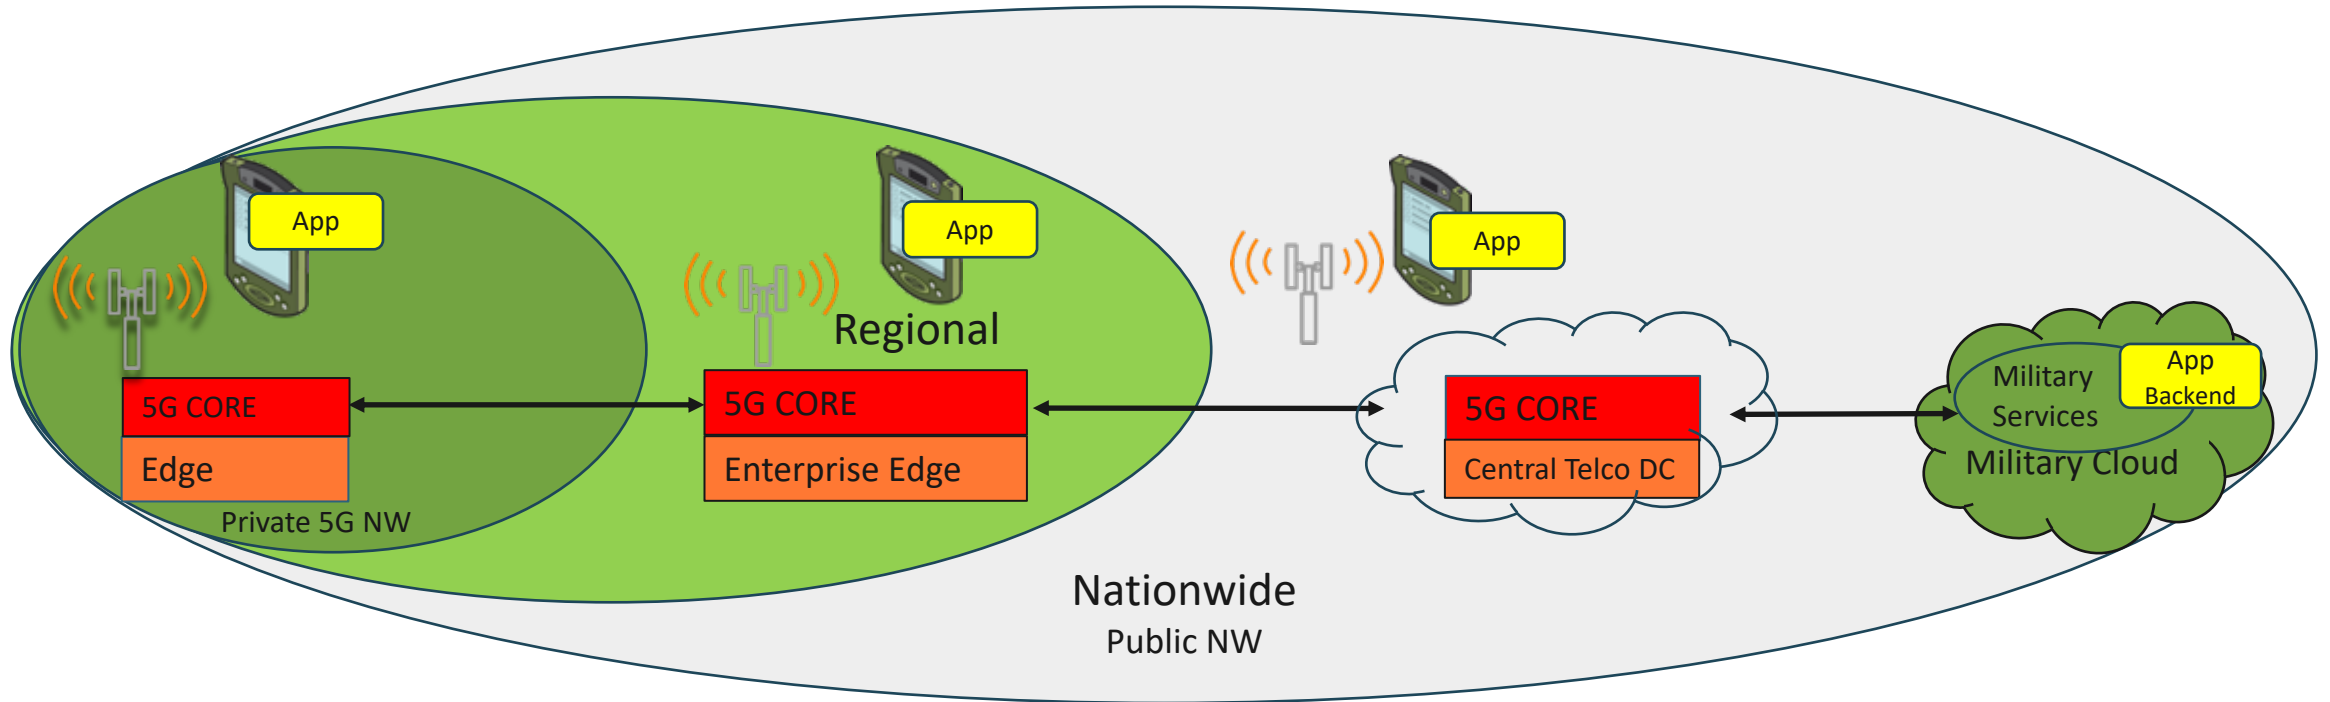 App
5G CORE
Edge
Private 5G NW
App
Regional
5G CORE
Enterprise Edge
App
5G CORE
Central Telco DC
Military
Services
App
Backend
Military Cloud
Nationwide
Public NW